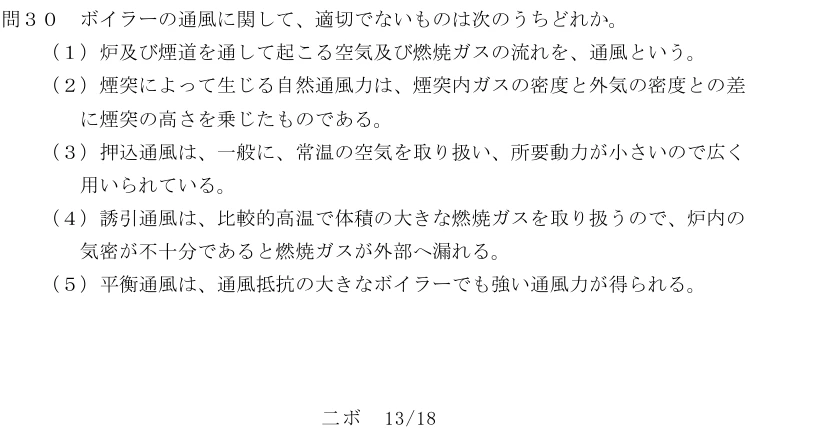 問３０　ボイラーの通風に関して、適切でないものは次のうちどれか。
（１）炉及び煙道を通して起こる空気及び燃焼ガスの流れを、通風という。
（２）煙突によって生じる自然通風力は、煙突内ガスの密度と外気の密度との差
に煙突の高さを乗じたものである。
（３）押込通風は、一般に、常温の空気を取り扱い、所要動力が小さいので広く
用いられている。
（４）誘引通風は、比較的高温で体積の大きな燃焼ガスを取り扱うので、炉内の
気密が不十分であると燃焼ガスが外部へ漏れる。
（５）平衡通風は、通風抵抗の大きなボイラーでも強い通風力が得られる。
二ボ　13/18